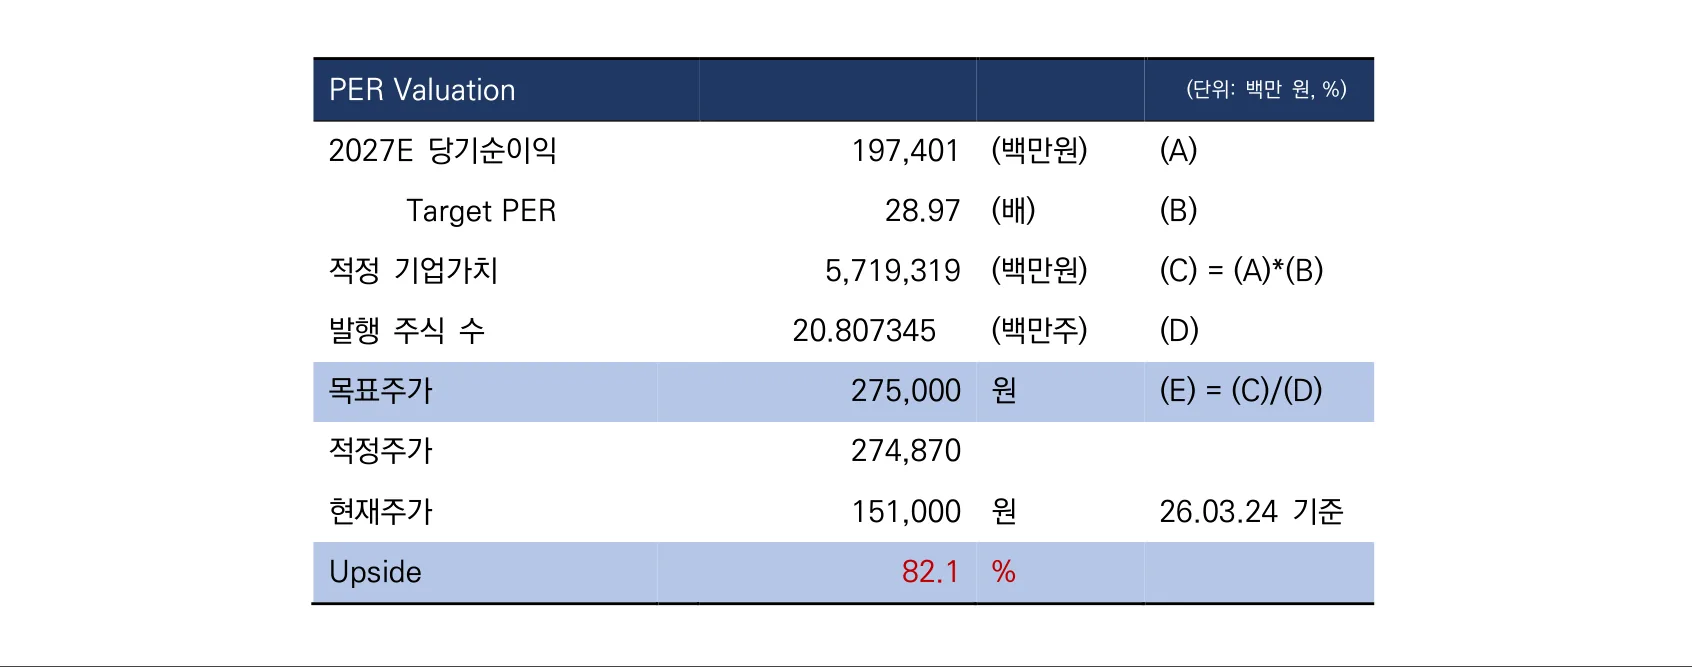 PER Valuation (단위: 백만 원, %)
2027E 당기순이익 197,401 (백만원) (A)
Target PER 28.97 (배) (B)
적정 기업가치 5,719,319 (백만원) (C) = (A)*(B)
발행 주식 수 20.807345 (백만주) (D)
목표주가 275,000 원 (E) = (C)/(D)
적정주가 274,870
현재주가 151,000 원 26.03.24 기준
Upside 82.1 %